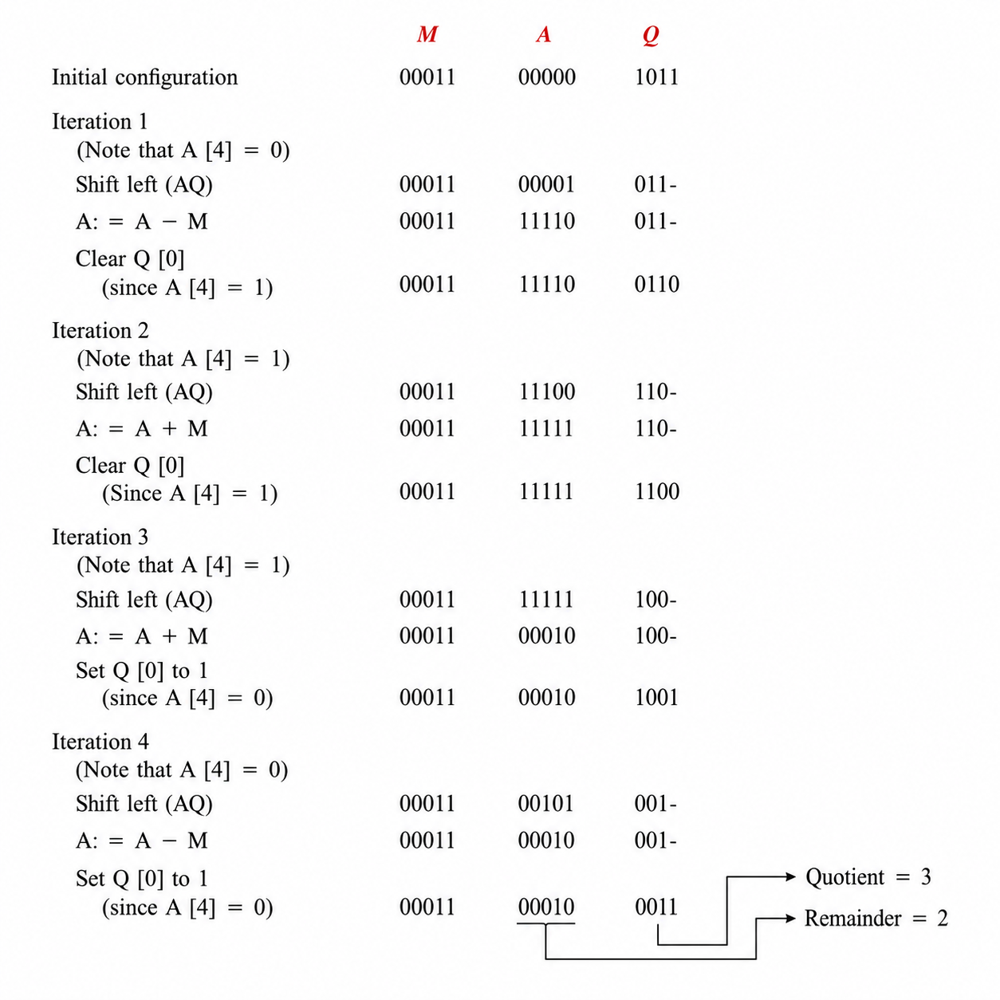 M A Q
Initial configuration 00011 00000 1011
Iteration 1
(Note that A [4] = 0)
Shift left (AQ) 00011 00001 011-
A: = A − M 00011 11110 011-
Clear Q [0]
(since A [4] = 1) 00011 11110 0110
Iteration 2
(Note that A [4] = 1)
Shift left (AQ) 00011 11100 110-
A: = A + M 00011 11111 110-
Clear Q [0]
(Since A [4] = 1) 00011 11111 1100
Iteration 3
(Note that A [4] = 1)
Shift left (AQ) 00011 11111 100-
A: = A + M 00011 00010 100-
Set Q [0] to 1
(since A [4] = 0) 00011 00010 1001
Iteration 4
(Note that A [4] = 0)
Shift left (AQ) 00011 00101 001-
A: = A − M 00011 00010 001-
Set Q [0] to 1
Quotient = 3
(since A [4] = 0) 00011 00010 0011
Remainder = 2